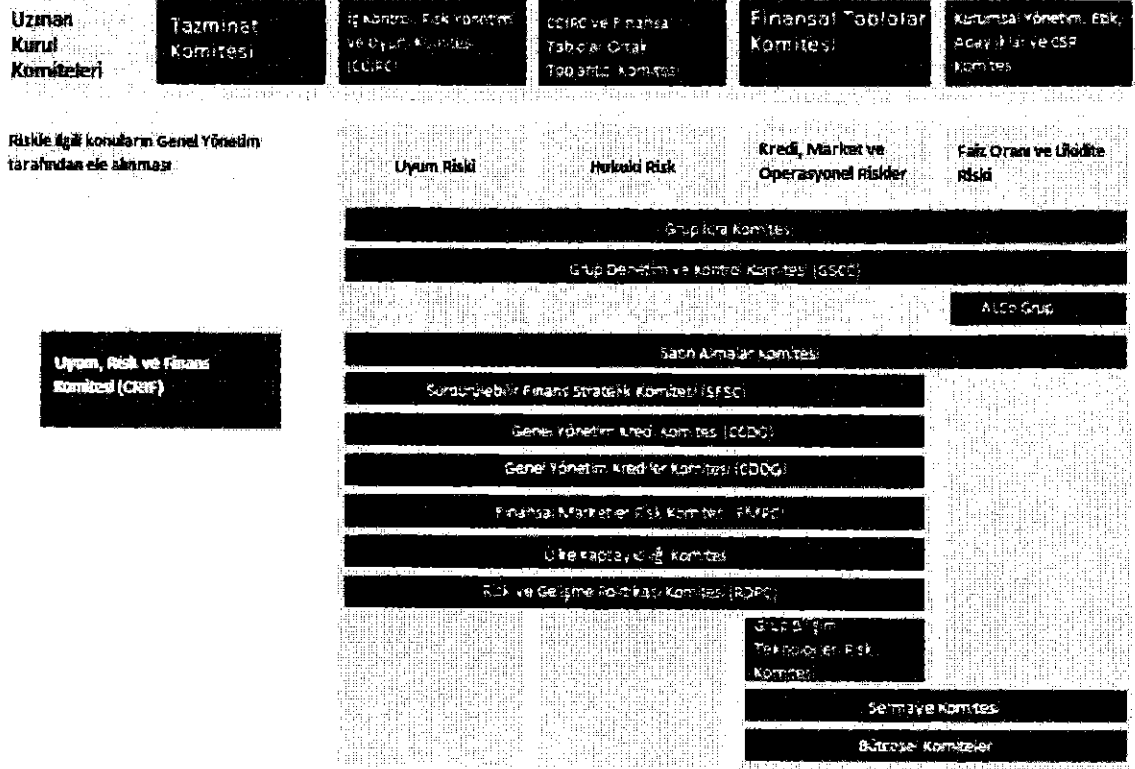 Uzman
Kurul
Komiteleri
Tazminat
Komitesi
İç Kontrol, Risk Yönetim
ve Uyum Komitesi
(CCIRC)
CCIRC ve Finansal
Tablolar Ortak
Toplantısı Komitesi
Finansal Tablolar
Komitesi
Kurumsal Yönetim, Etik,
Adaylıklar ve CSR
Komitesi
Riskle ilgili konuların Genel Yönetim
tarafından ele alınması
Uyum Riski
Hukuki Risk
Kredi, Market ve
Operasyonel Riskler
Faiz Oranı ve Likidite
Riski
Grup İcra Komitesi
Grup Denetim ve Kontrol Komitesi (GSCC)
ALCo Grup
Satın Almalar Komitesi
Uyum, Risk ve Finans
Komitesi (CRIF)
Sürdürülebilir Finans Stratejik Komitesi (SFSC)
Genel Yönetim Kredi Komitesi (CCDG)
Genel Yönetim Krediler Komitesi (CDDG)
Finansal Marketler Risk Komitesi (FMRC)
Ülke Komitesi
Risk ve Gelişme Politikası Komitesi (RDPC)
Grup Bilişim
Teknolojileri Risk
Komitesi
Sermaye Komitesi
Bütçesel Komiteler